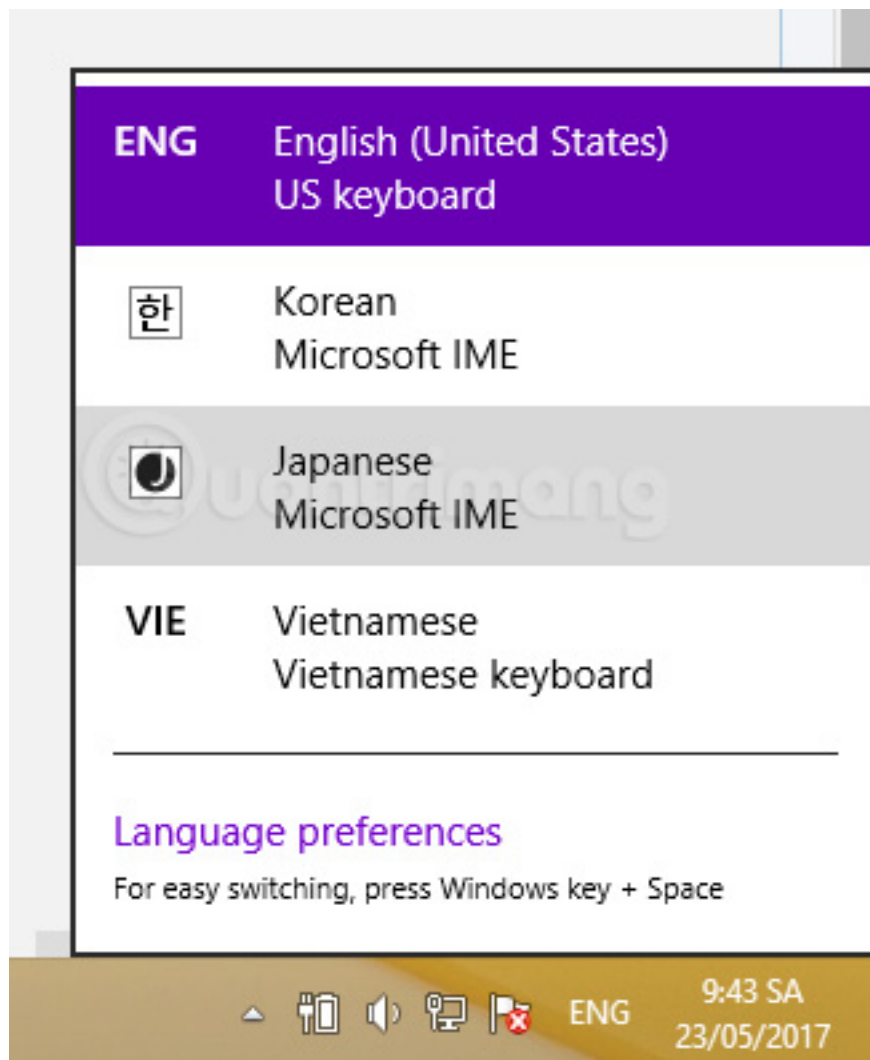 ENG English (United States)
US keyboard
한 Korean
Microsoft IME
Japanese
Microsoft IME
Quantrimang
VIE Vietnamese
Vietnamese keyboard
Language preferences
For easy switching, press Windows key + Space
ENG 9:43 SA
23/05/2017